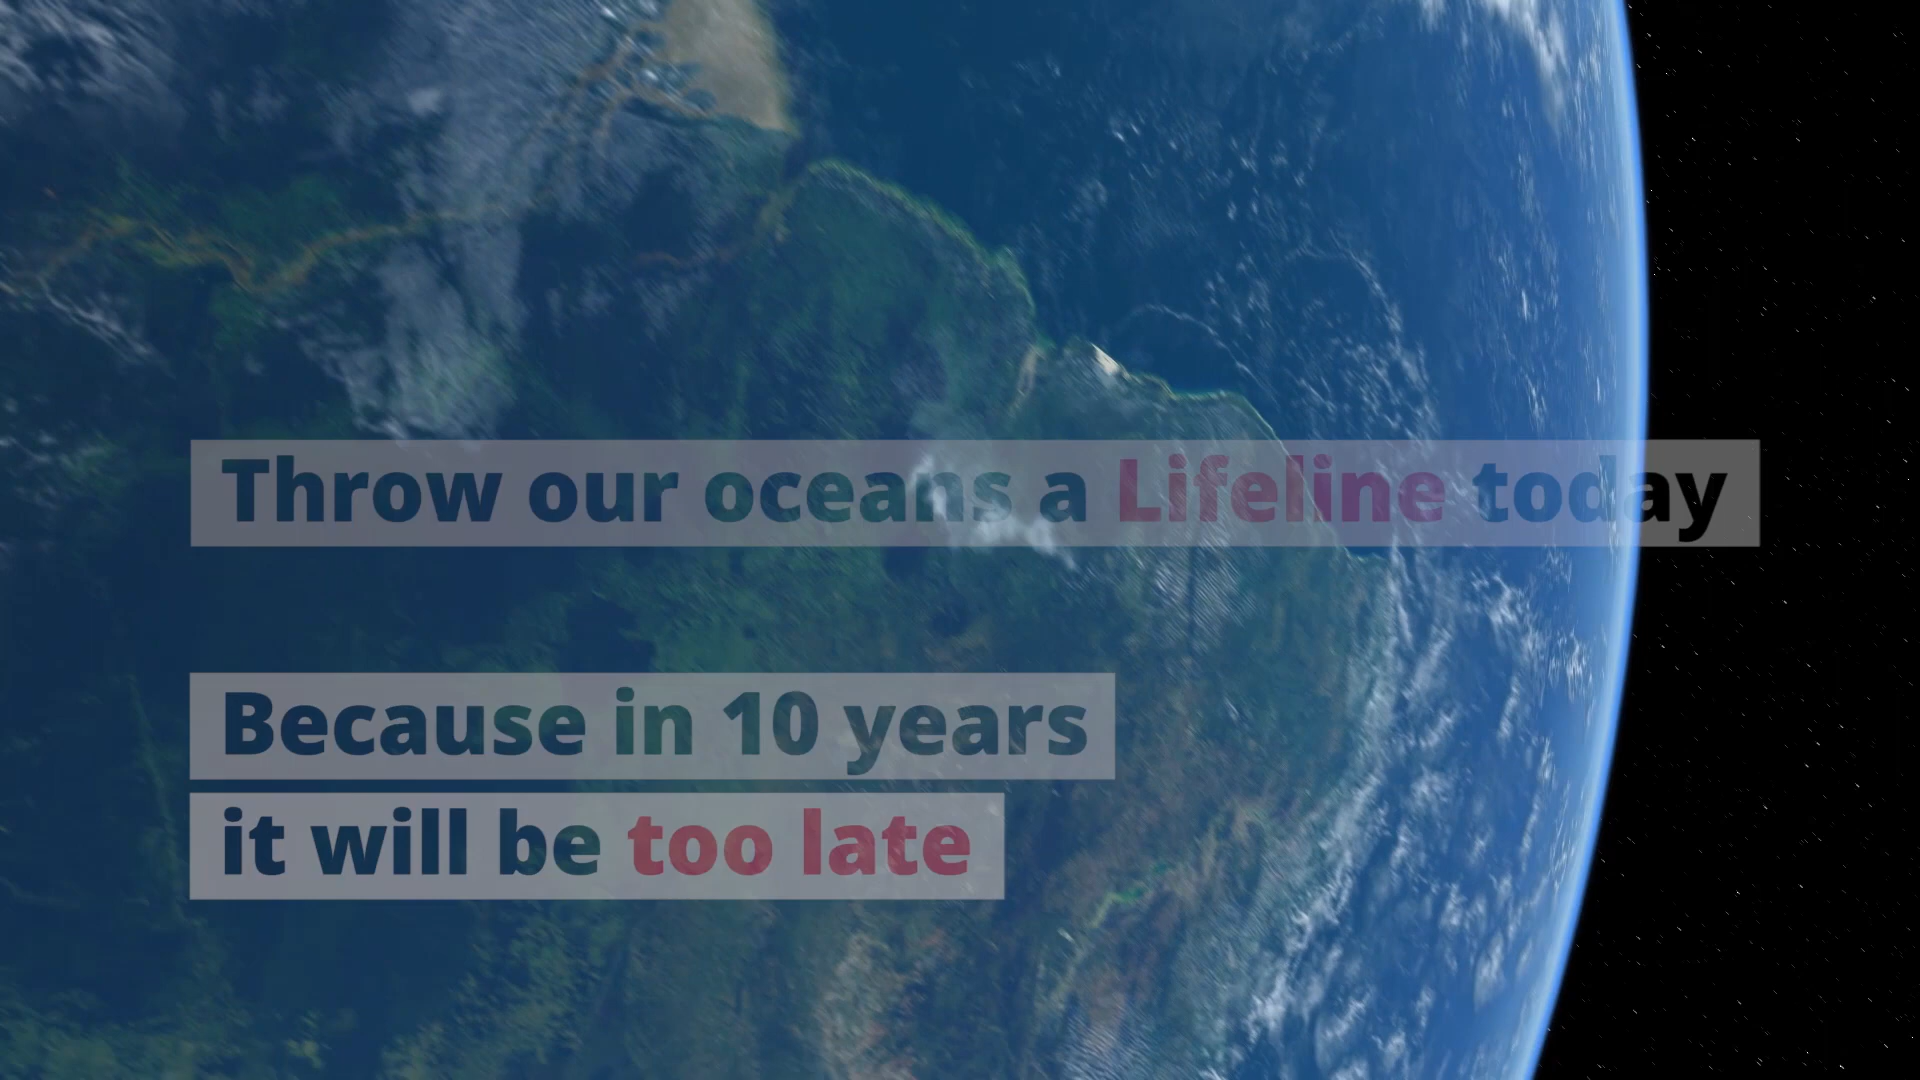 Throw our oceans a Lifeline today
Because in 10 years
it will be too late